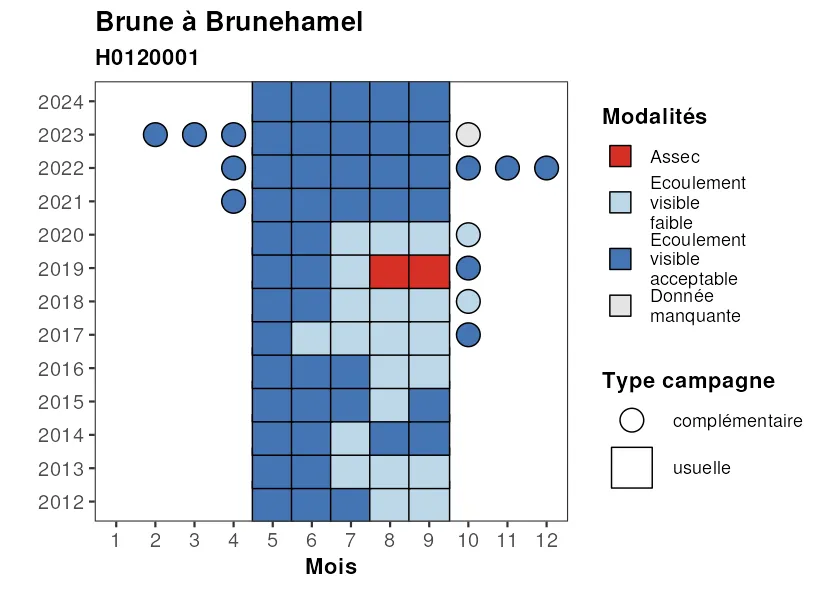 Brune à Brunehamel
H0120001
2024
2023
2022
2021
2020
2019
2018
2017
2016
2015
2014
2013
2012
1 2 3 4 5 6 7 8 9 10 11 12
Mois
Modalités
Assec
Ecoulement
visible
faible
Ecoulement
visible
acceptable
Donnée
manquante
Type campagne
complémentaire
usuelle